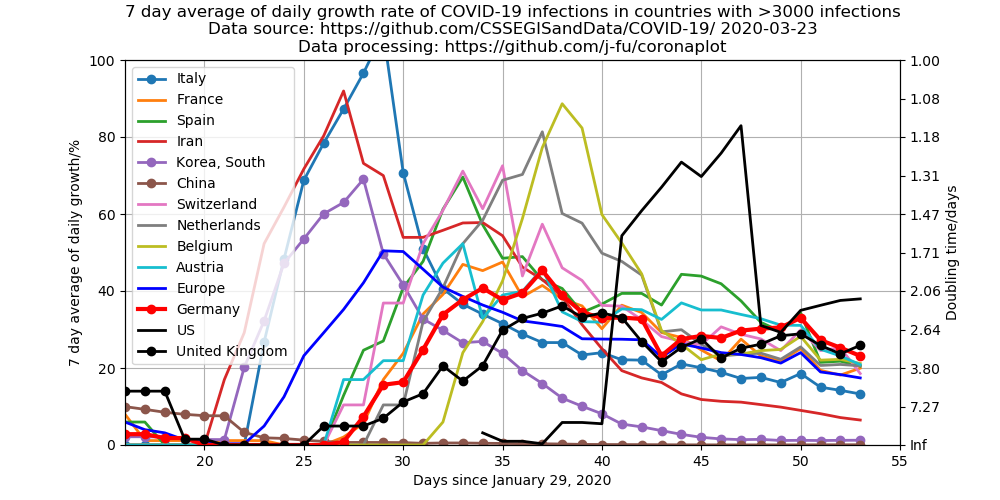 7 day average of daily growth rate of COVID-19 infections in countries with >3000 infections
Data source: https://github.com/CSSEGISandData/COVID-19/ 2020-03-23
Data processing: https://github.com/j-fu/coronaplot
7 day average of daily growth/%
100
80
60
40
20
0
Italy
France
Spain
Iran
Korea, South
China
Switzerland
Netherlands
Belgium
Austria
Europe
Germany
US
United Kingdom
1.00
1.08
1.18
1.31
1.47
1.71
2.06
2.64
3.80
7.27
Inf
Doubling time/days
20 25 30 35 40 45 50 55
Days since January 29, 2020